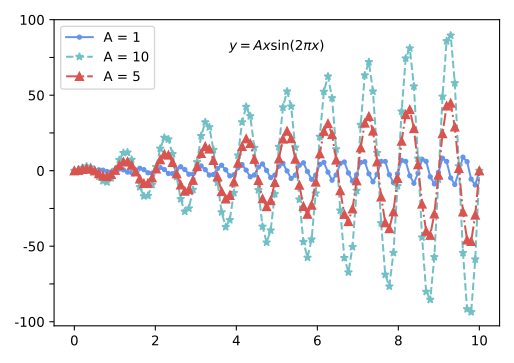 100
A = 1
A = 10
A = 5
y = Axsin(2πx)
50
0
-50
-100
0 2 4 6 8 10